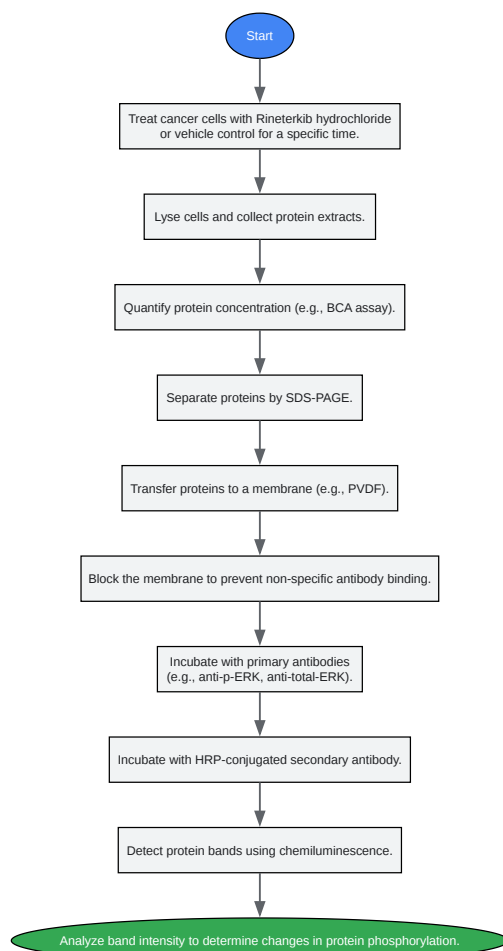 Start
Treat cancer cells with Rineterkib hydrochloride
or vehicle control for a specific time.
Lyse cells and collect protein extracts.
Quantify protein concentration (e.g., BCA assay).
Separate proteins by SDS-PAGE.
Transfer proteins to a membrane (e.g., PVDF).
Block the membrane to prevent non-specific antibody binding.
Incubate with primary antibodies
(e.g., anti-p-ERK, anti-total-ERK).
Incubate with HRP-conjugated secondary antibody.
Detect protein bands using chemiluminescence.
Analyze band intensity to determine changes in protein phosphorylation.